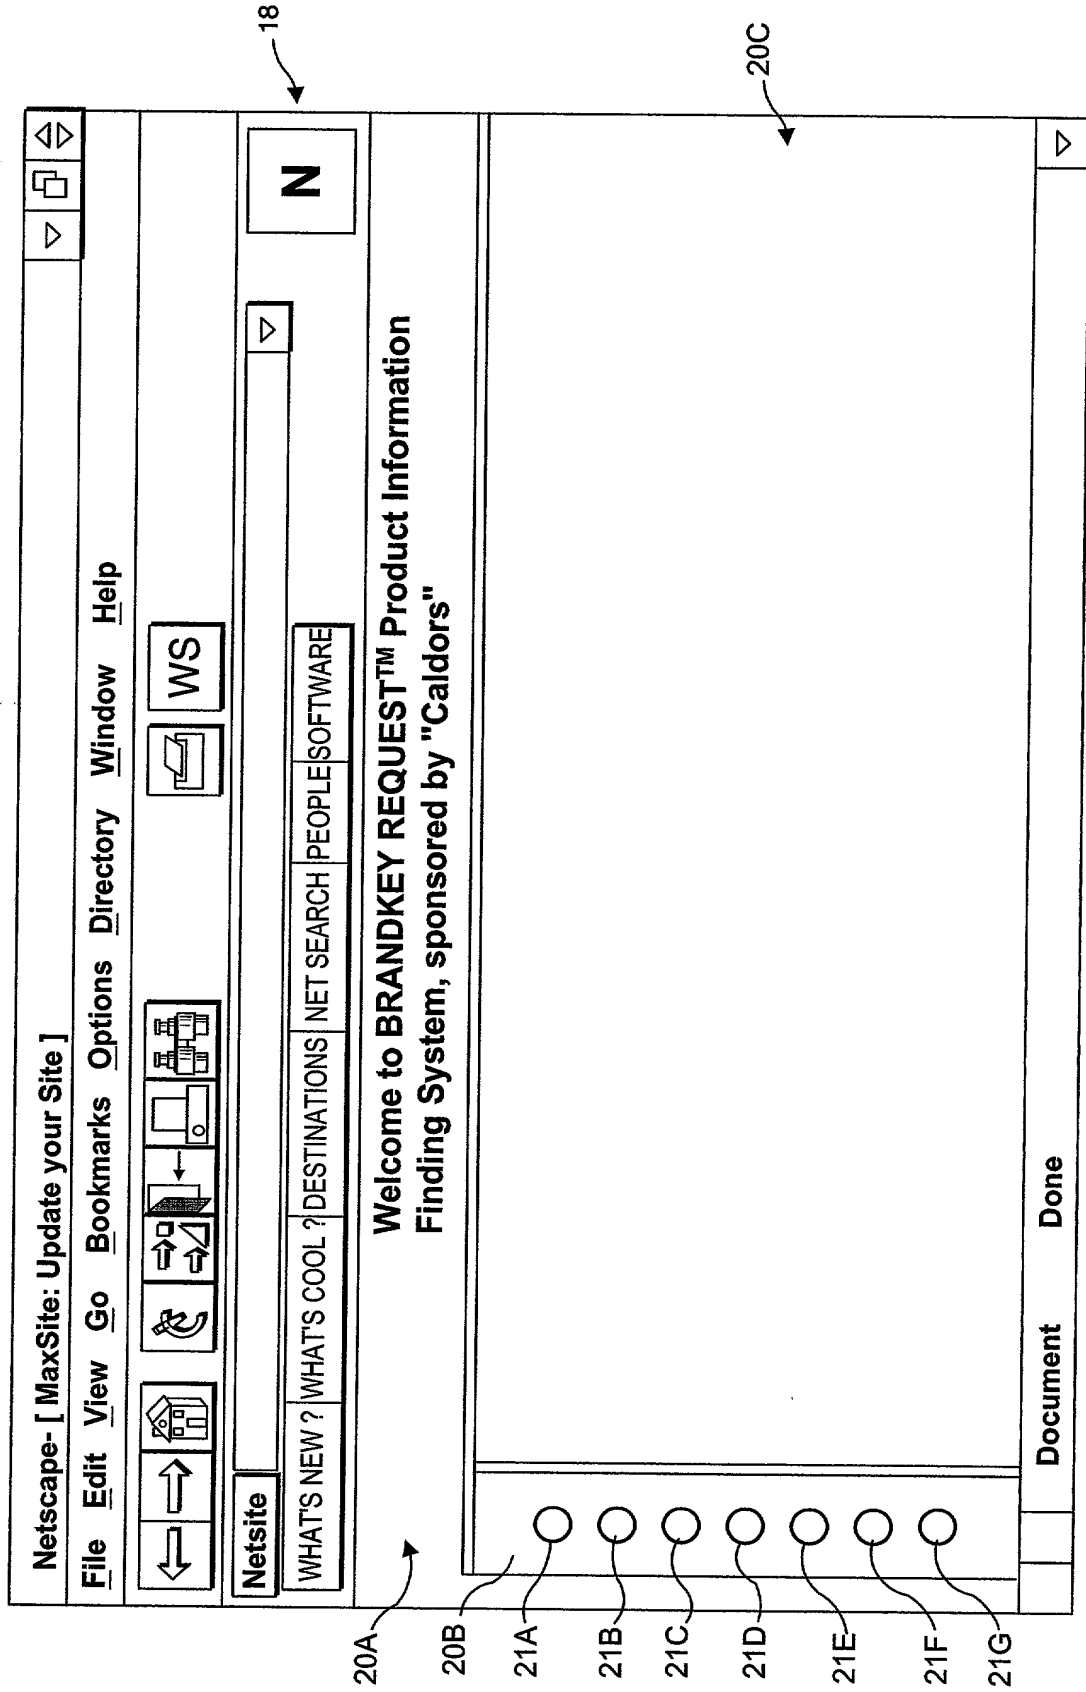 18
Netscape- [ MaxSite: Update your Site ]
File Edit View Go Bookmarks Options Directory Window Help
WS
Netsite
N
WHAT'S NEW ? WHAT'S COOL ? DESTINATIONS NET SEARCH PEOPLE SOFTWARE
20A
Welcome to BRANDKEY REQUEST™ Product Information
Finding System, sponsored by "Caldors"
20B
21A
21B
21C
21D
21E
21F
21G
20C
Document Done